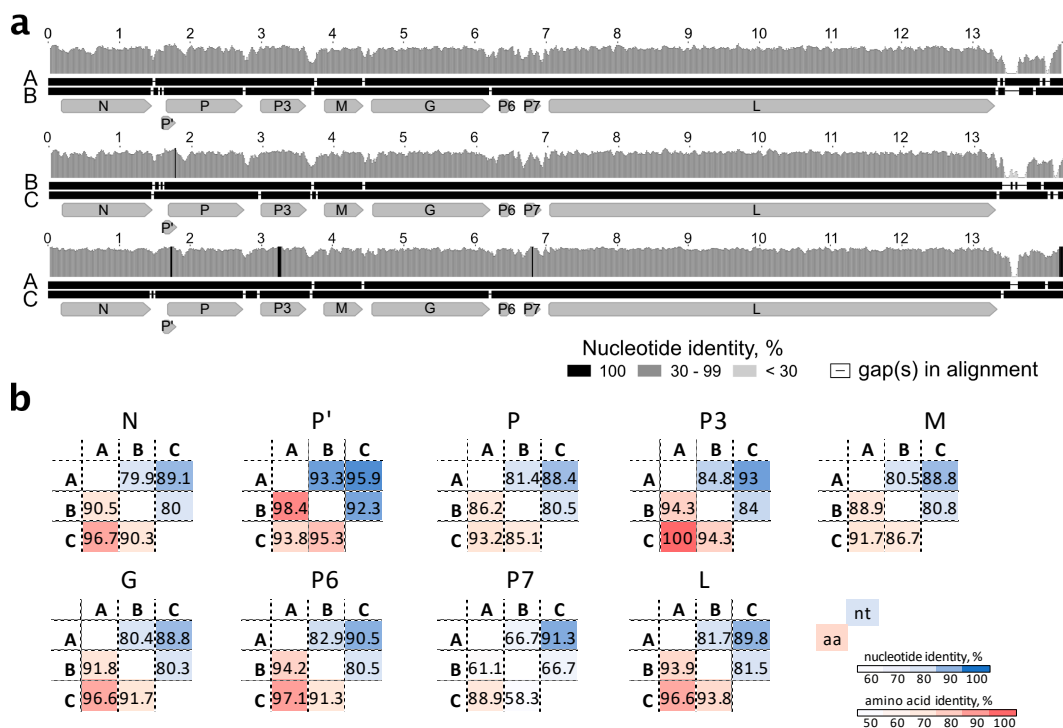 a
0 1 2 3 4 5 6 7 8 9 10 11 12 13
A
B
N P P3 M G P6 P7 L
P'
0 1 2 3 4 5 6 7 8 9 10 11 12 13
B
C
N P P3 M G P6 P7 L
P'
0 1 2 3 4 5 6 7 8 9 10 11 12 13
A
C
N P P3 M G P6 P7 L
P'
Nucleotide identity, %
100 30 - 99 < 30 gap(s) in alignment
b
N P' P P3 M
A B C A B C A B C A B C A B C
A 79.9 89.1 A 93.3 95.9 A 81.4 88.4 A 84.8 93 A 80.5 88.8
B 90.5 80 B 98.4 92.3 B 86.2 80.5 B 94.3 84 B 88.9 80.8
C 96.7 90.3 C 93.8 95.3 C 93.2 85.1 C 100 94.3 C 91.7 86.7
G P6 P7 L
A B C A B C A B C A B C
A 80.4 88.8 A 82.9 90.5 A 66.7 91.3 A 81.7 89.8
B 91.8 80.3 B 94.2 80.5 B 61.1 66.7 B 93.9 81.5
C 96.6 91.7 C 97.1 91.3 C 88.9 58.3 C 96.6 93.8
nt
aa
nucleotide identity, %
60 70 80 90 100
amino acid identity, %
50 60 70 80 90 100